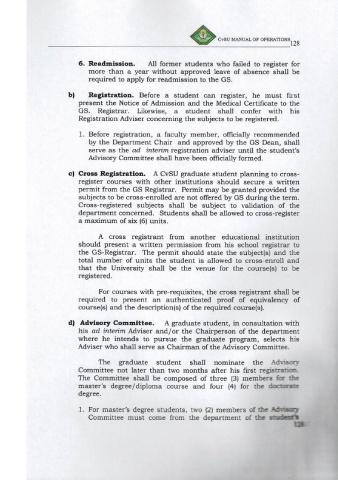 CvSU MANUAL OF OPERATIONS
128
6. Readmission. All former students who failed to register for
more than a year without approved leave of absence shall be
required to apply for readmission to the GS.
b) Registration. Before a student can register, he must first
present the Notice of Admission and the Medical Certificate to the
GS. Registrar. Likewise, a student shall confer with his
Registration Adviser concerning the subjects to be registered.
1. Before registration, a faculty member, officially recommended
by the Department Chair and approved by the GS Dean, shall
serve as the ad interim registration adviser until the student's
Advisory Committee shall have been officially formed.
c) Cross Registration. A CvSU graduate student planning to cross-
register courses with other institutions should secure a written
permit from the GS Registrar. Permit may be granted provided the
subjects to be cross-enrolled are not offered by GS during the term.
Cross-registered subjects shall be subject to validation of the
department concerned. Students shall be allowed to cross-register
a maximum of six (6) units.
A cross registrant from another educational institution
should present a written permission from his school registrar to
the GS-Registrar. The permit should state the subject(s) and the
total number of units the student is allowed to cross-enroll and
that the University shall be the venue for the course(s) to be
registered.
For courses with pre-requisites, the cross registrant shall be
required to present an authenticated proof of equivalency of
course(s) and the description(s) of the required course(s).
d) Advisory Committee. A graduate student, in consultation with
his ad interim Adviser and/or the Chairperson of the department
where he intends to pursue the graduate program, selects his
Adviser who shall serve as Chairman of the Advisory Committee.
The graduate student shall nominate the Advisory
Committee not later than two months after his first registration.
The Committee shall be composed of three (3) members for the
master's degree/diploma course and four (4) for the doctorate
degree.
1. For master's degree students, two (2) members of the Advisory
Committee must come from the department of the student's
128